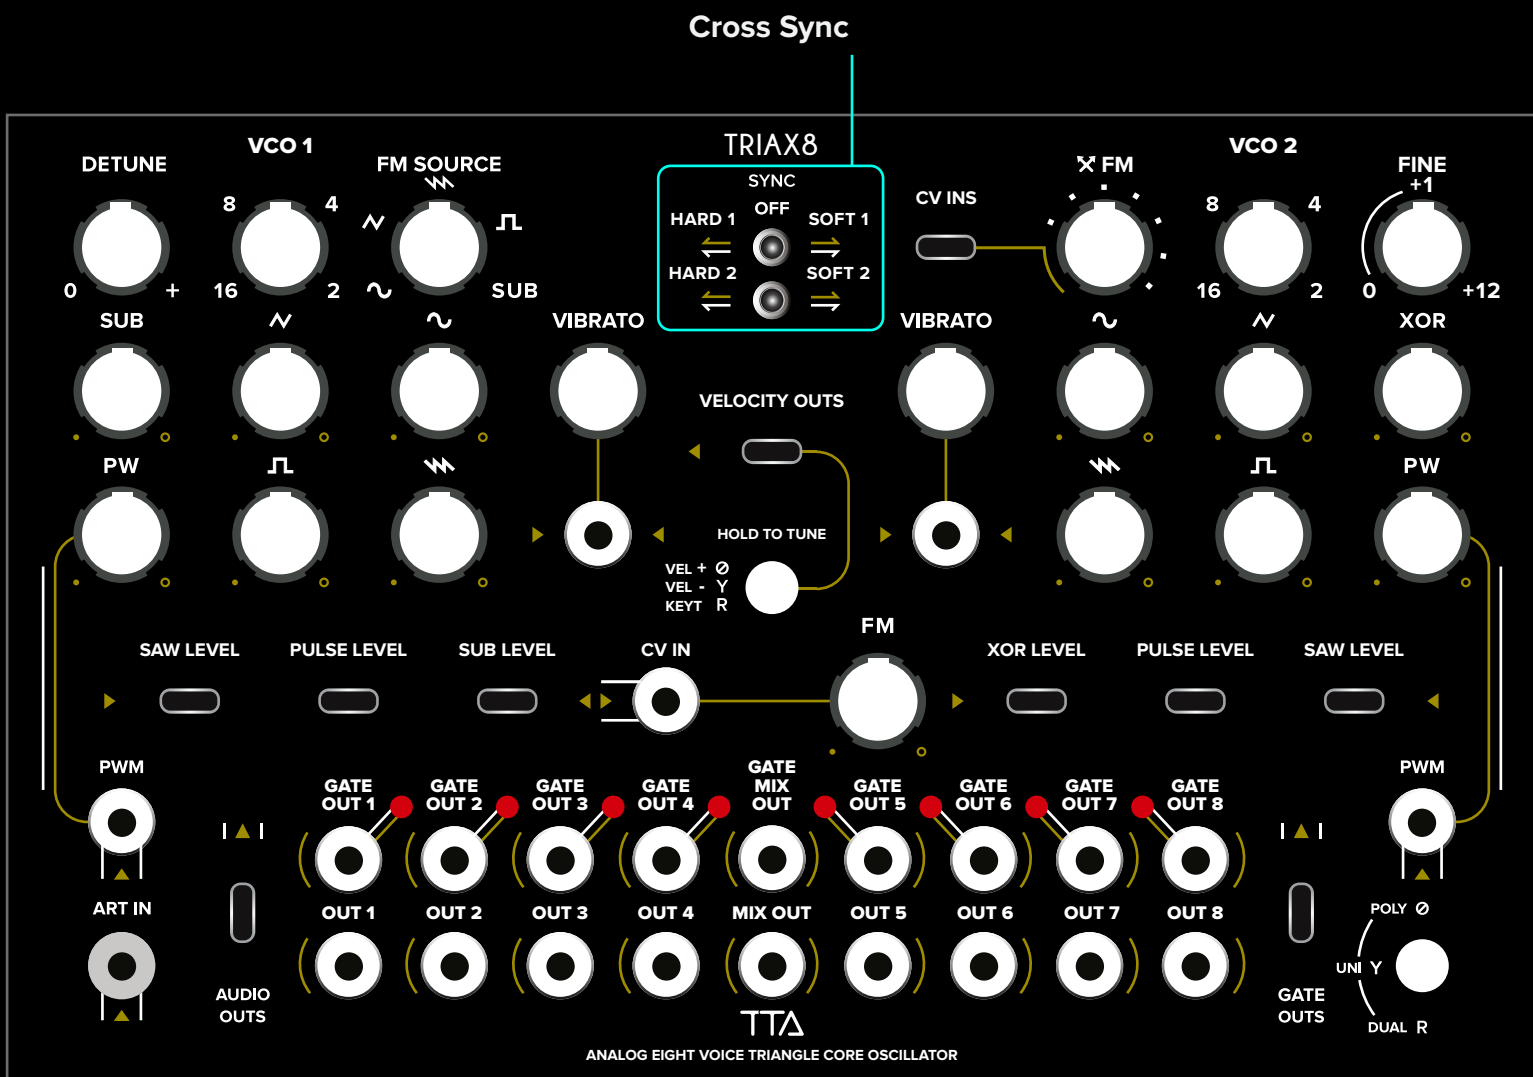 Cross Sync
VCO 1
TRIAX8
VCO 2
DETUNE
FM SOURCE
SYNC
FM
FINE
+1
OFF
CV INS
8
4
HARD 1
SOFT 1
8
4
0
+
16
2
SUB
HARD 2
SOFT 2
16
2
0
+12
SUB
VIBRATO
VIBRATO
XOR
VELOCITY OUTS
PW
PW
HOLD TO TUNE
VEL + Ø
VEL - Y
KEYT R
FM
SAW LEVEL
PULSE LEVEL
SUB LEVEL
CV IN
XOR LEVEL
PULSE LEVEL
SAW LEVEL
PWM
PWM
GATE
OUT 1
GATE
OUT 2
GATE
OUT 3
GATE
OUT 4
GATE
MIX
OUT
GATE
OUT 5
GATE
OUT 6
GATE
OUT 7
GATE
OUT 8
ART IN
OUT 1
OUT 2
OUT 3
OUT 4
MIX OUT
OUT 5
OUT 6
OUT 7
OUT 8
POLY Ø
UNI Y
DUAL R
AUDIO
OUTS
GATE
OUTS
TTA
ANALOG EIGHT VOICE TRIANGLE CORE OSCILLATOR